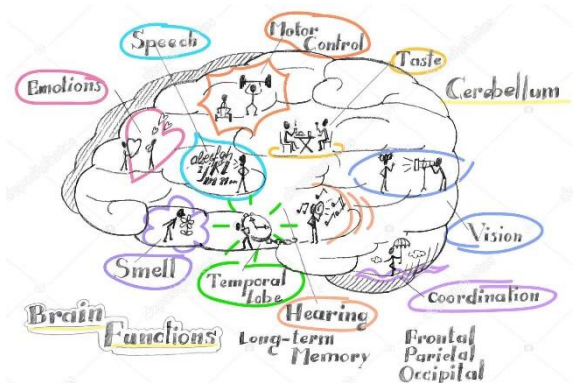 Speech
Motor
Control
Taste
Emotions
Cerebellum
Vision
Smell
Temporal
lobe
Coordination
Hearing
Brain
Functions
Long-term
Memory
Frontal
Parietal
Occipital